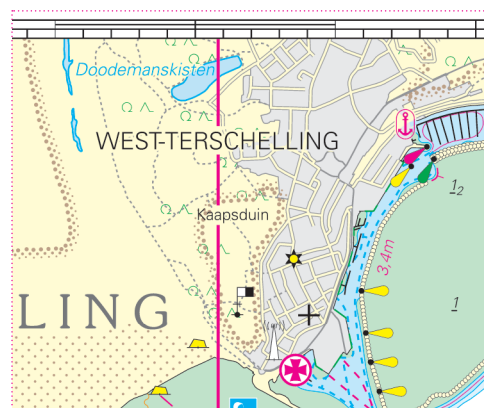 Doodemanskisten
WEST-TERSCHELLING
1₂
Kaapsduin
3,4m
LING
1